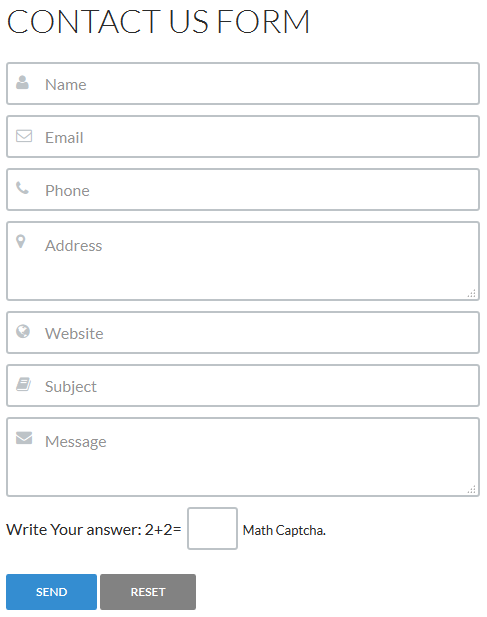 CONTACT US FORM
Name
Email
Phone
Address
Website
Subject
Message
Write Your answer: 2+2= Math Captcha.
SEND RESET